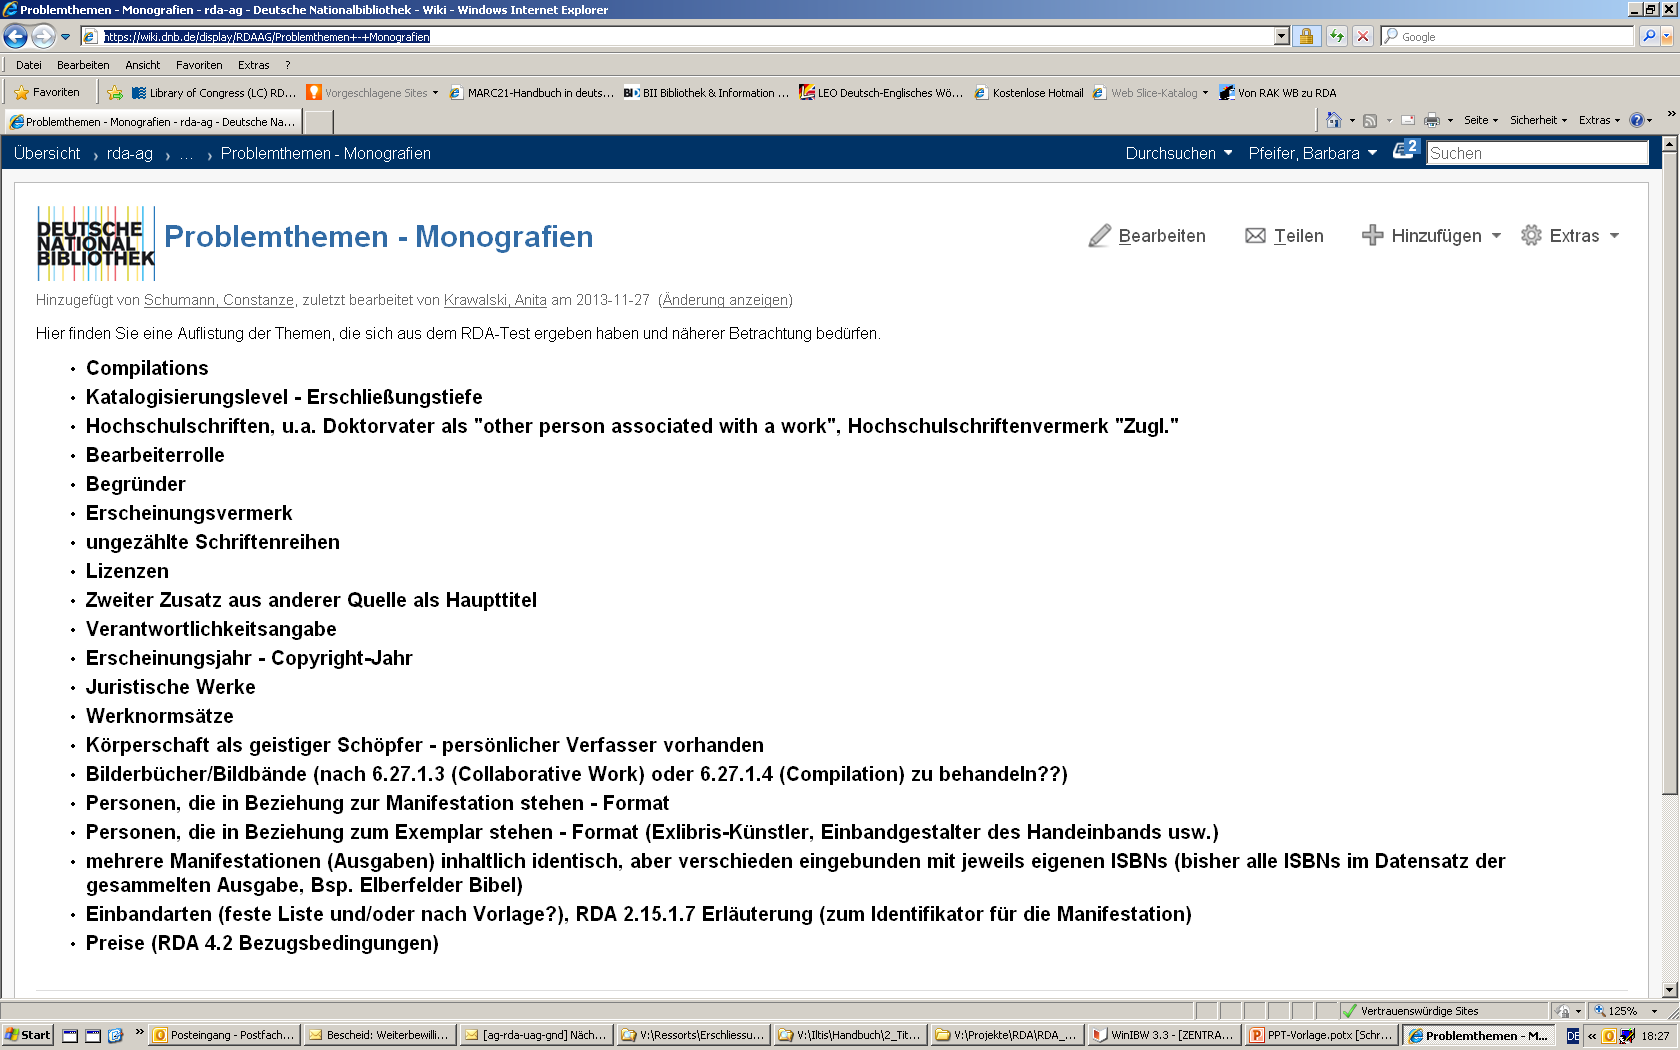 Problemthemen - Monografien - rda-ag - Deutsche Nationalbibliothek - Wiki - Windows Internet Explorer
https://wiki.dnb.de/display/RDAAG/Problemthemen+-+Monografien
Google
Datei Bearbeiten Ansicht Favoriten Extras ?
Favoriten Library of Congress (LC) RD... Vorgeschlagene Sites MARC21-Handbuch in deuts... BII Bibliothek & Information ... LEO Deutsch-Englisches Wö... Kostenlose Hotmail Web Slice-Katalog Von RAK WB zu RDA
Problemthemen - Monografien - rda-ag - Deutsche Na...
Seite Sicherheit Extras »
Übersicht › rda-ag › ... › Problemthemen - Monografien
Durchsuchen Pfeifer, Barbara 2 Suchen
DEUTSCHE
NATIONAL
BIBLIOTHEK
Problemthemen - Monografien
Bearbeiten Teilen Hinzufügen Extras
Hinzugefügt von Schumann, Constanze, zuletzt bearbeitet von Krawalski, Anita am 2013-11-27 (Änderung anzeigen)
Hier finden Sie eine Auflistung der Themen, die sich aus dem RDA-Test ergeben haben und näherer Betrachtung bedürfen.
• Compilations
• Katalogisierungslevel - Erschließungstiefe
• Hochschulschriften, u.a. Doktorvater als "other person associated with a work", Hochschulschriftenvermerk "Zugl."
• Bearbeiterrolle
• Begründer
• Erscheinungsvermerk
• ungezählte Schriftenreihen
• Lizenzen
• Zweiter Zusatz aus anderer Quelle als Haupttitel
• Verantwortlichkeitsangabe
• Erscheinungsjahr - Copyright-Jahr
• Juristische Werke
• Werknormsätze
• Körperschaft als geistiger Schöpfer - persönlicher Verfasser vorhanden
• Bilderbücher/Bildbände (nach 6.27.1.3 (Collaborative Work) oder 6.27.1.4 (Compilation) zu behandeln??)
• Personen, die in Beziehung zur Manifestation stehen - Format
• Personen, die in Beziehung zum Exemplar stehen - Format (Exlibris-Künstler, Einbandgestalter des Handeinbands usw.)
• mehrere Manifestationen (Ausgaben) inhaltlich identisch, aber verschieden eingebunden mit jeweils eigenen ISBNs (bisher alle ISBNs im Datensatz der
gesammelten Ausgabe, Bsp. Elberfelder Bibel)
• Einbandarten (feste Liste und/oder nach Vorlage?), RDA 2.15.1.7 Erläuterung (zum Identifikator für die Manifestation)
• Preise (RDA 4.2 Bezugsbedingungen)
Vertrauenswürdige Sites 125%
Start » Posteingang - Postfach... Bescheid: Weiterbewilli... [ag-rda-uag-gnd] Näch... V:\Ressorts\Erschliessu... V:\Iltis\Handbuch\2_Tit... V:\Projekte\RDA\RDA_... WinIBW 3.3 - [ZENTRA... PPT-Vorlage.potx [Schr... Problemthemen - M... DE « 18:27